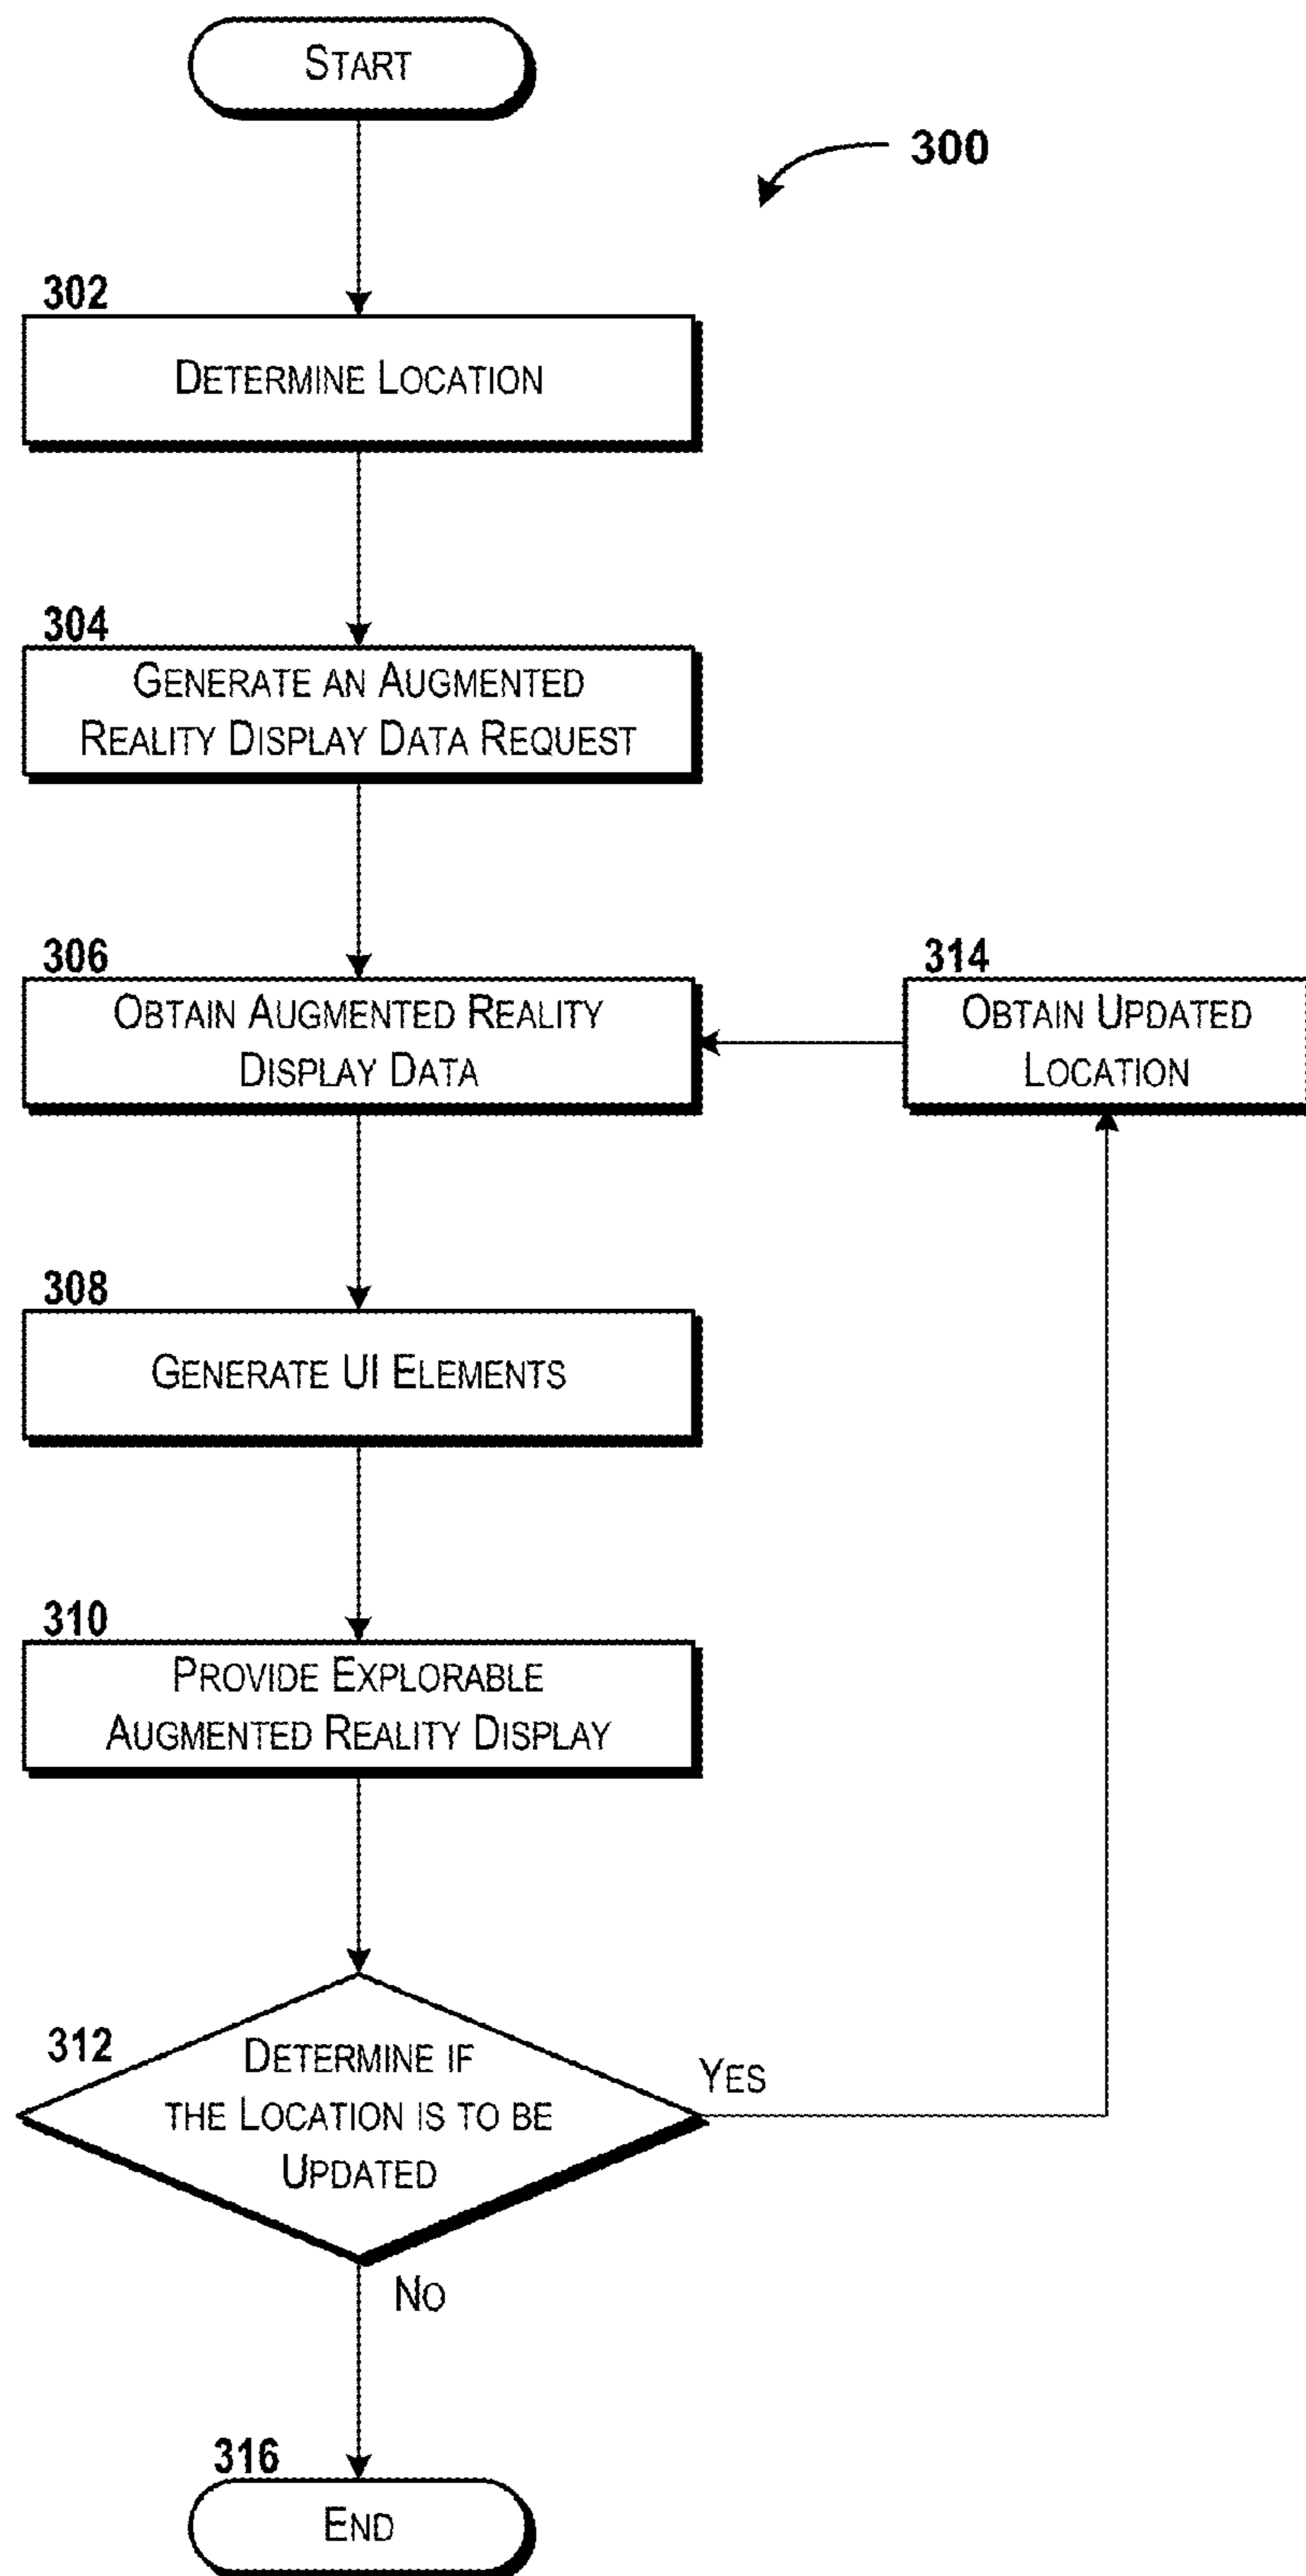 START
300
302
DETERMINE LOCATION
304
GENERATE AN AUGMENTED
REALITY DISPLAY DATA REQUEST
306
OBTAIN AUGMENTED REALITY
DISPLAY DATA
314
OBTAIN UPDATED
LOCATION
308
GENERATE UI ELEMENTS
310
PROVIDE EXPLORABLE
AUGMENTED REALITY DISPLAY
312
DETERMINE IF
THE LOCATION IS TO BE
UPDATED
YES
NO
316
END